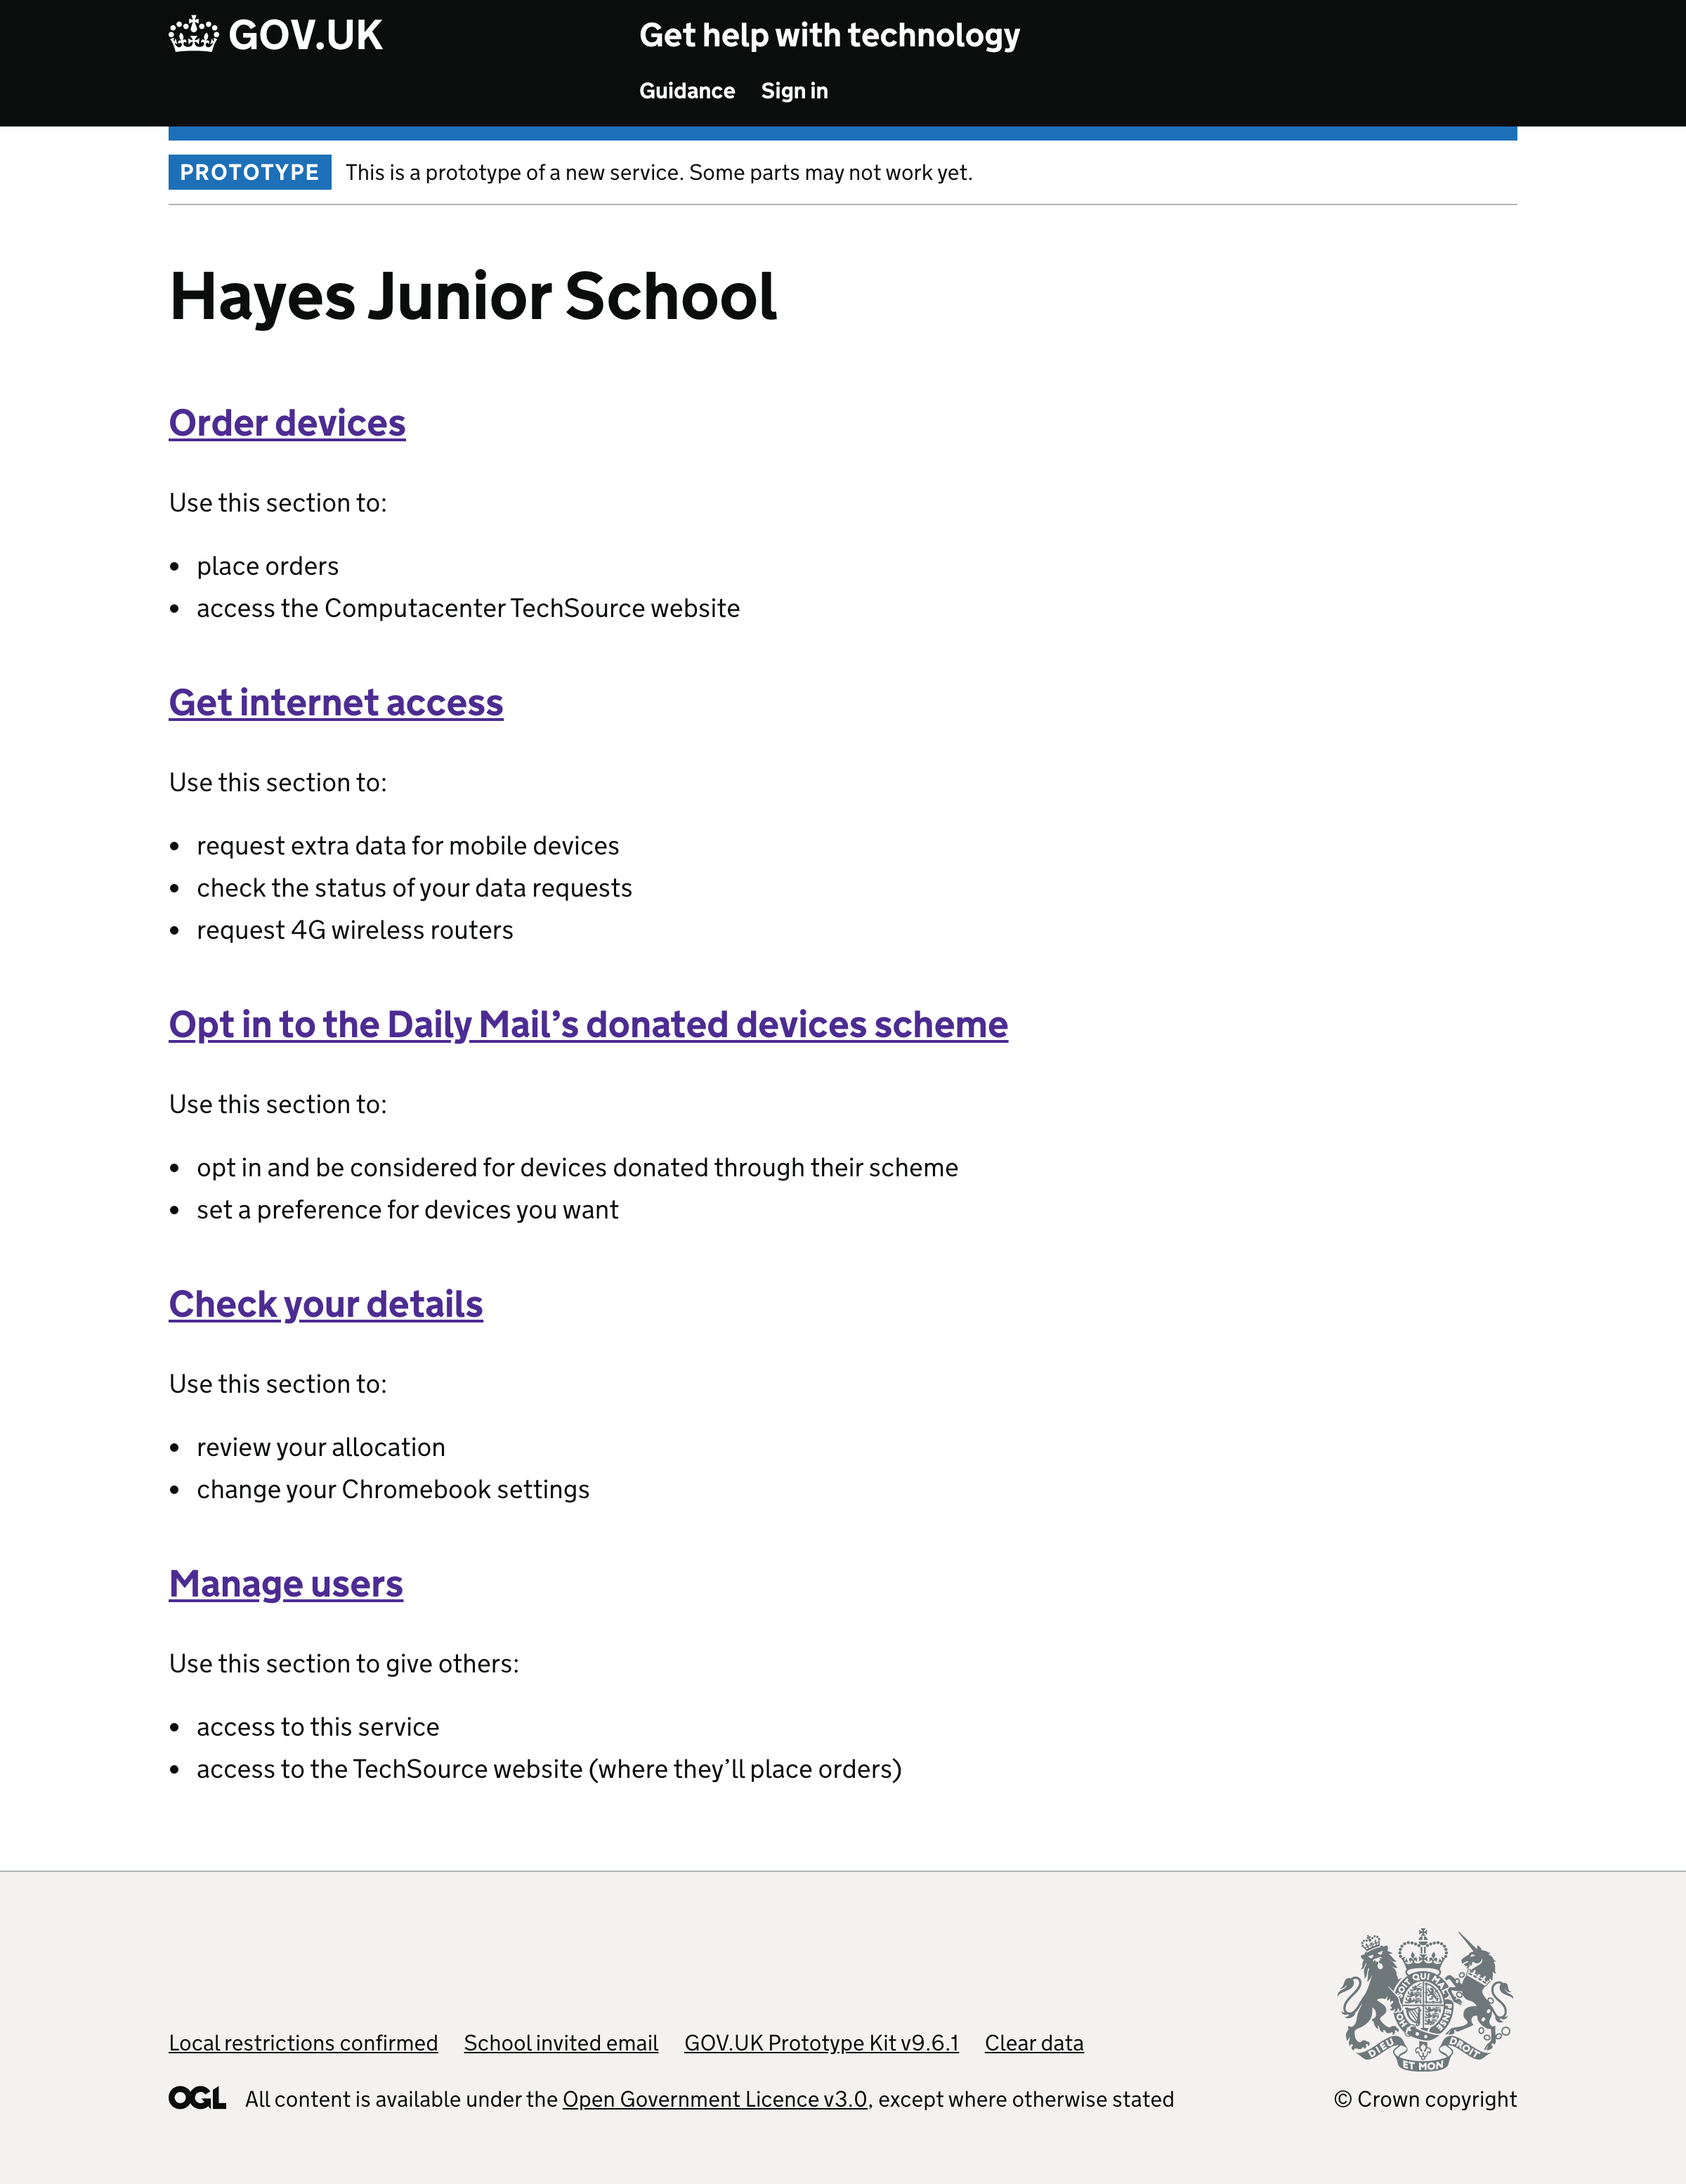 GOV.UK
Get help with technology
Guidance Sign in
PROTOTYPE This is a prototype of a new service. Some parts may not work yet.
Hayes Junior School
Order devices
Use this section to:
• place orders
• access the Computacenter TechSource website
Get internet access
Use this section to:
• request extra data for mobile devices
• check the status of your data requests
• request 4G wireless routers
Opt in to the Daily Mail’s donated devices scheme
Use this section to:
• opt in and be considered for devices donated through their scheme
• set a preference for devices you want
Check your details
Use this section to:
• review your allocation
• change your Chromebook settings
Manage users
Use this section to give others:
• access to this service
• access to the TechSource website (where they’ll place orders)
DIEU ET MON DROIT
Local restrictions confirmed School invited email GOV.UK Prototype Kit v9.6.1 Clear data
OGL All content is available under the Open Government Licence v3.0, except where otherwise stated
© Crown copyright